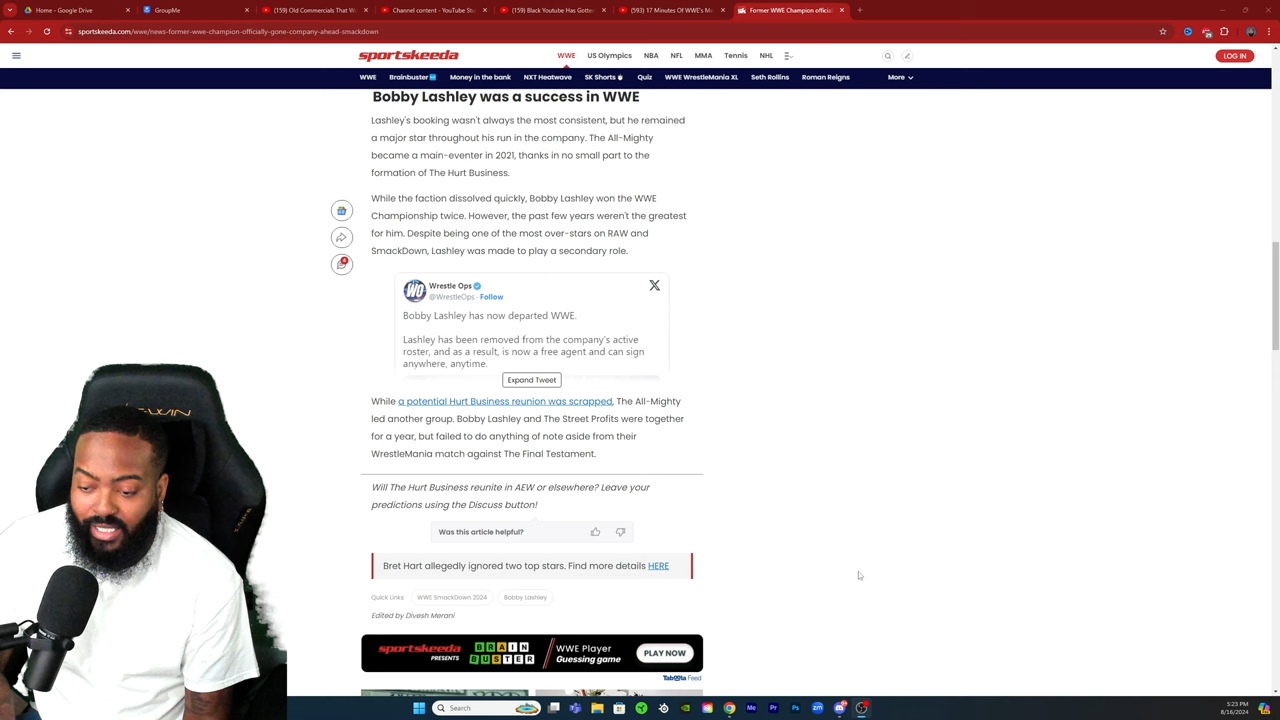 Home - Google Drive
GroupMe
(159) Old Commercials That W
Channel content - YouTube Stu
(159) Black Youtube Has Gotten
(593) 17 Minutes Of WWE's M
Former WWE Champion offici
sportskeeda.com/wwe/news-former-wwe-champion-officially-gone-company-ahead-smackdown
sportskeeda
WWE US Olympics NBA NFL MMA Tennis NHL
LOG IN
WWE Brainbuster Money in the bank NXT Heatwave SK Shorts Quiz WWE WrestleMania XL Seth Rollins Roman Reigns More
Bobby Lashley was a success in WWE
Lashley's booking wasn't always the most consistent, but he remained
a major star throughout his run in the company. The All-Mighty
became a main-eventer in 2021, thanks in no small part to the
formation of The Hurt Business.
While the faction dissolved quickly, Bobby Lashley won the WWE
Championship twice. However, the past few years weren't the greatest
for him. Despite being one of the most over-stars on RAW and
SmackDown, Lashley was made to play a secondary role.
4
Wrestle Ops
@WrestleOps · Follow
Bobby Lashley has now departed WWE.
Lashley has been removed from the company's active
roster, and as a result, is now a free agent and can sign
anywhere, anytime.
Expand Tweet
While a potential Hurt Business reunion was scrapped, The All-Mighty
led another group. Bobby Lashley and The Street Profits were together
for a year, but failed to do anything of note aside from their
WrestleMania match against The Final Testament.
Will The Hurt Business reunite in AEW or elsewhere? Leave your
predictions using the Discuss button!
Was this article helpful?
Bret Hart allegedly ignored two top stars. Find more details HERE
Quick Links WWE SmackDown 2024 Bobby Lashley
Edited by Divesh Merani
sportskeeda
PRESENTS
BRAIN
BUSTER
WWE Player
Guessing game
PLAY NOW
Taboola Feed
Search
5:23 PM
8/16/2024